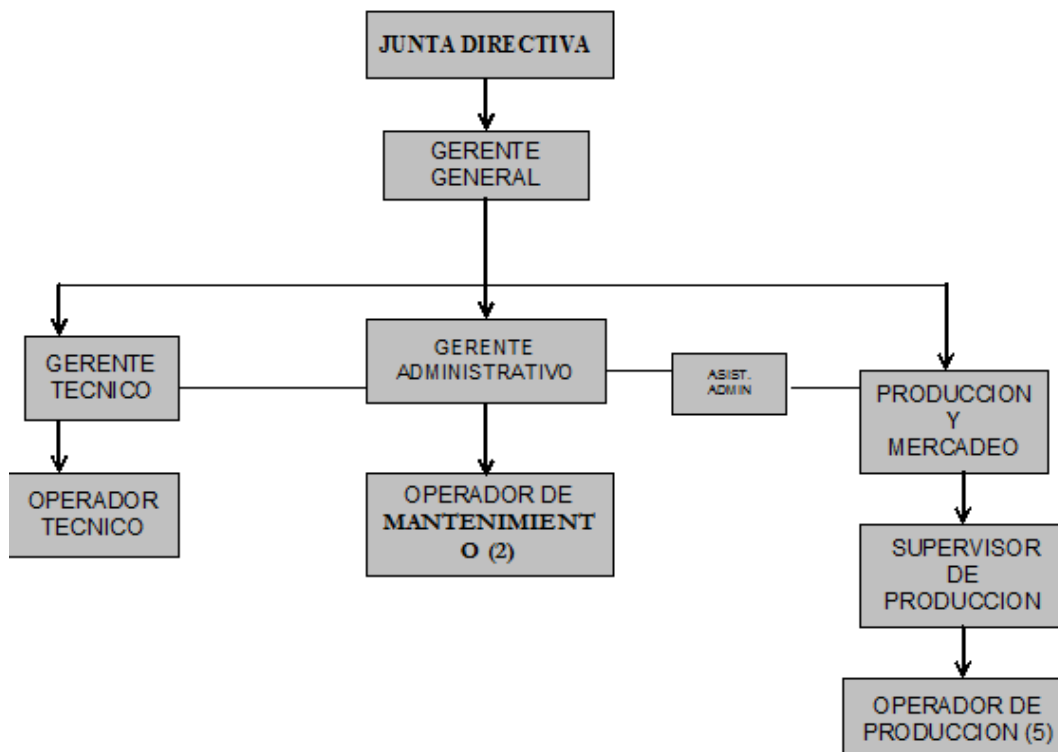 JUNTA DIRECTIVA
GERENTE
GENERAL
GERENTE
TECNICO
GERENTE
ADMINISTRATIVO
ASIST.
ADMIN
PRODUCCION
Y
MERCADEO
OPERADOR
TECNICO
OPERADOR DE
MANTENIMIENT
O (2)
SUPERVISOR
DE
PRODUCCION
OPERADOR DE
PRODUCCION (5)